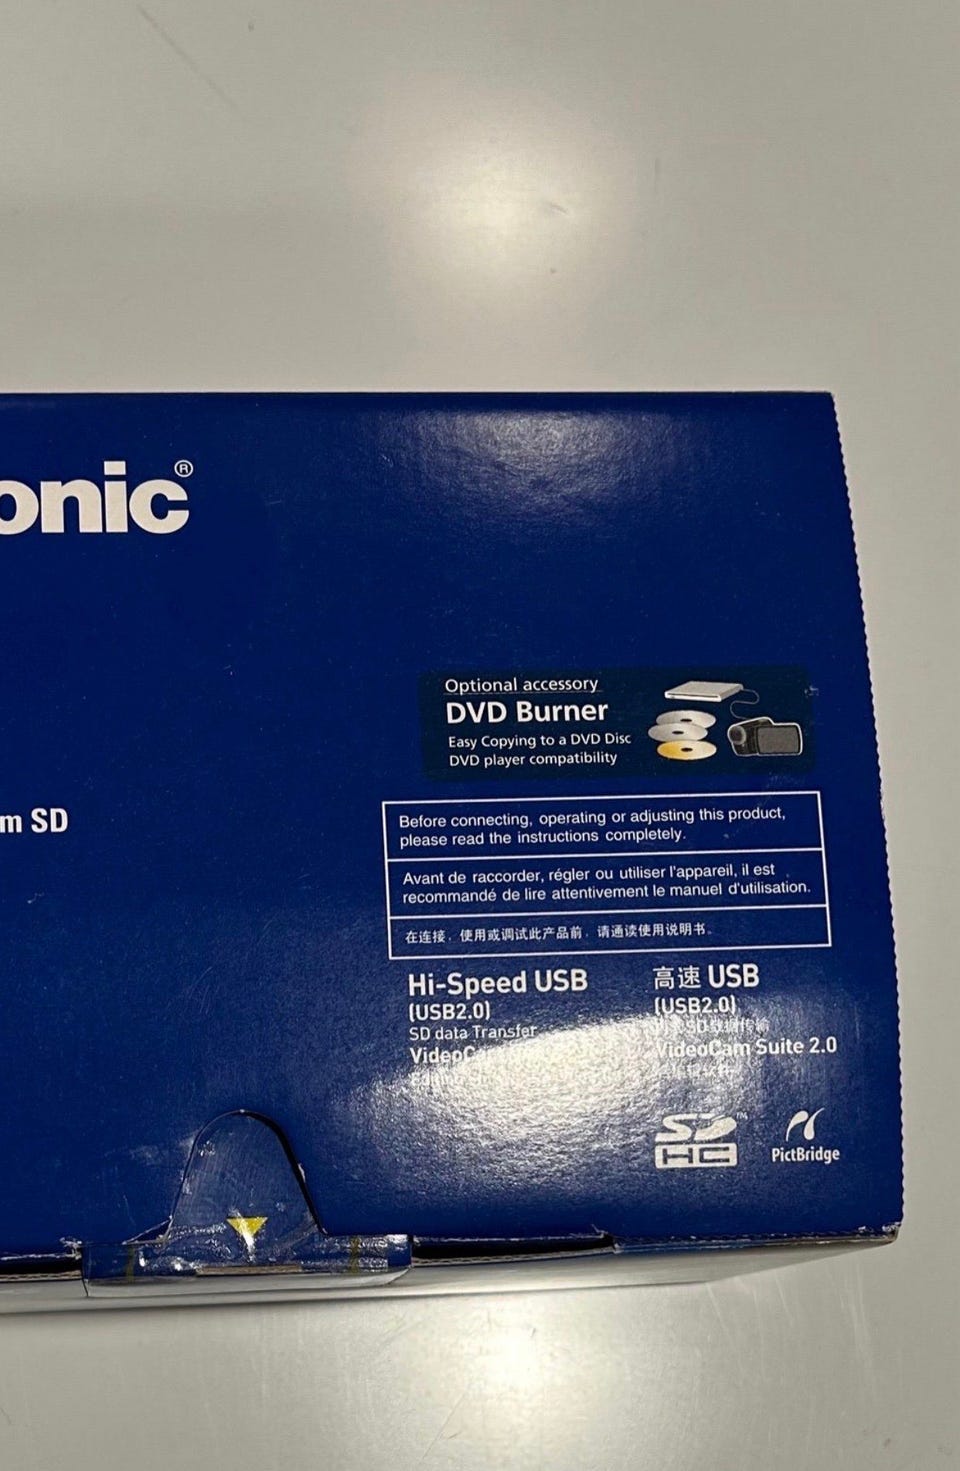 onic®
Optional accessory
DVD Burner
Easy Copying to a DVD Disc
DVD player compatibility
m SD
Before connecting, operating or adjusting this product,
please read the instructions completely.
Avant de raccorder, régler ou utiliser l'appareil, il est
recommandé de lire attentivement le manuel d'utilisation.
在连接，使用或调试此产品前，请通读使用说明书。
Hi-Speed USB
(USB2.0)
SD data Transfer
高速 USB
(USB2.0)
VideoCam Suite 2.0
SD HC™
PictBridge